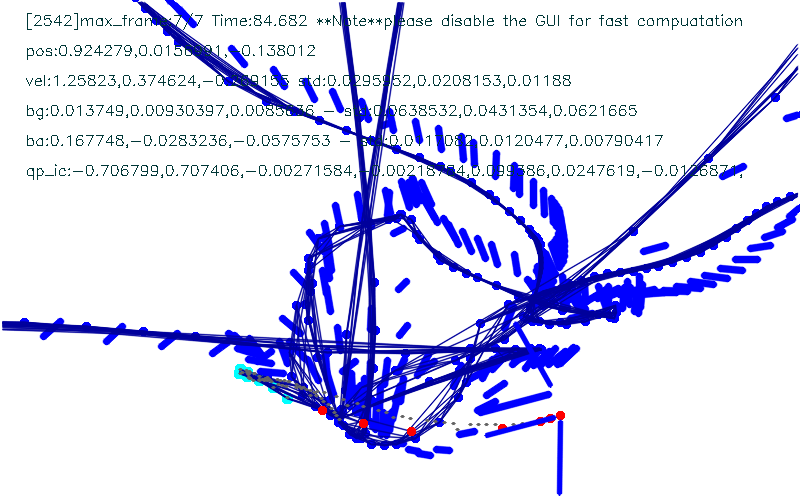 [2542]max_frame:7/7 Time:84.682 **Note**please disable the GUI for fast compuatation
pos:0.924279, -0.138012
vel:1.25823,0.374624, std:0.0295952,0.0208153,0.01188
bg:0.013749,0.00930397, - std:0.0638532,0.0431354,0.0621665
ba:0.167748,-0.0283236,-0.0575753 - 0.0120477,0.00790417
qp_ic:-0.706799,0.707406,-0.00271584, 0.0247619,